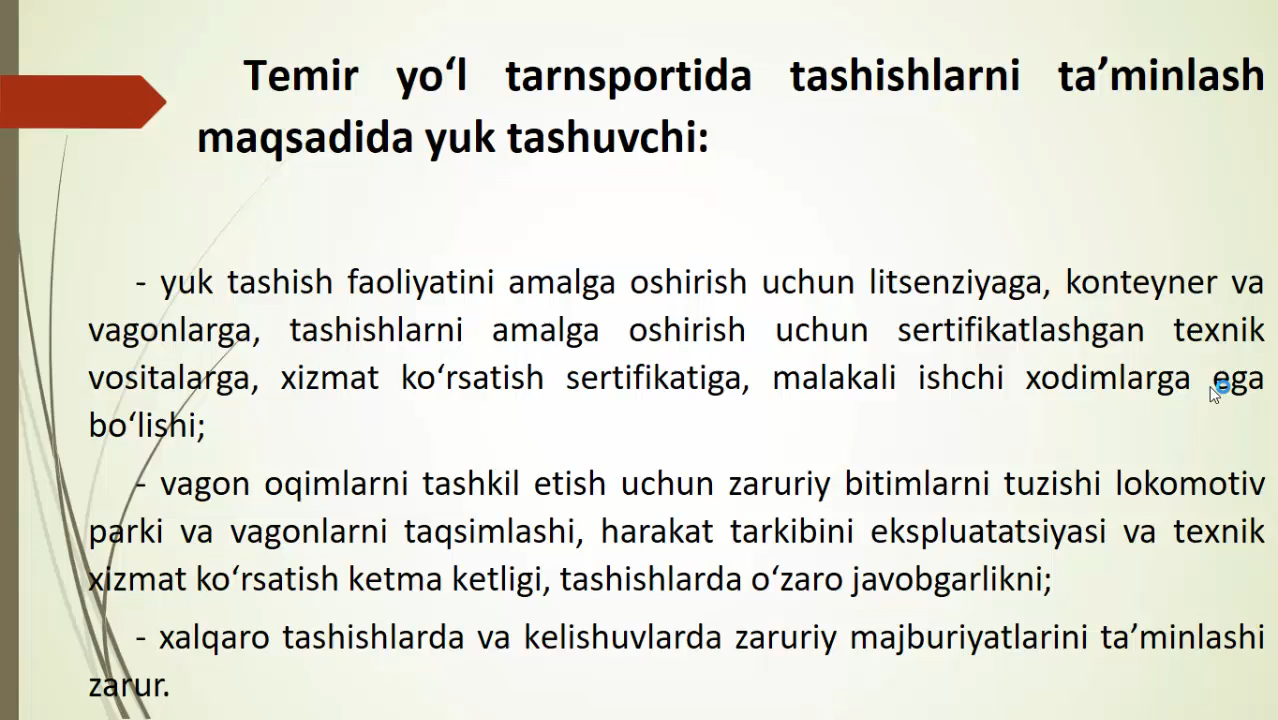 Temir yo‘l tarnsportida tashishlarni ta’minlash
maqsadida yuk tashuvchi:
- yuk tashish faoliyatini amalga oshirish uchun litsenziyaga, konteyner va
vagonlarga, tashishlarni amalga oshirish uchun sertifikatlashgan texnik
vositalarga, xizmat ko‘rsatish sertifikatiga, malakali ishchi xodimlarga ega
bo‘lishi;
- vagon oqimlarni tashkil etish uchun zaruriy bitimlarni tuzishi lokomotiv
parki va vagonlarni taqsimlashi, harakat tarkibini ekspluatatsiyasi va texnik
xizmat ko‘rsatish ketma ketligi, tashishlarda o‘zaro javobgarlikni;
- xalqaro tashishlarda va kelishuvlarda zaruriy majburiyatlarini ta’minlashi
zarur.